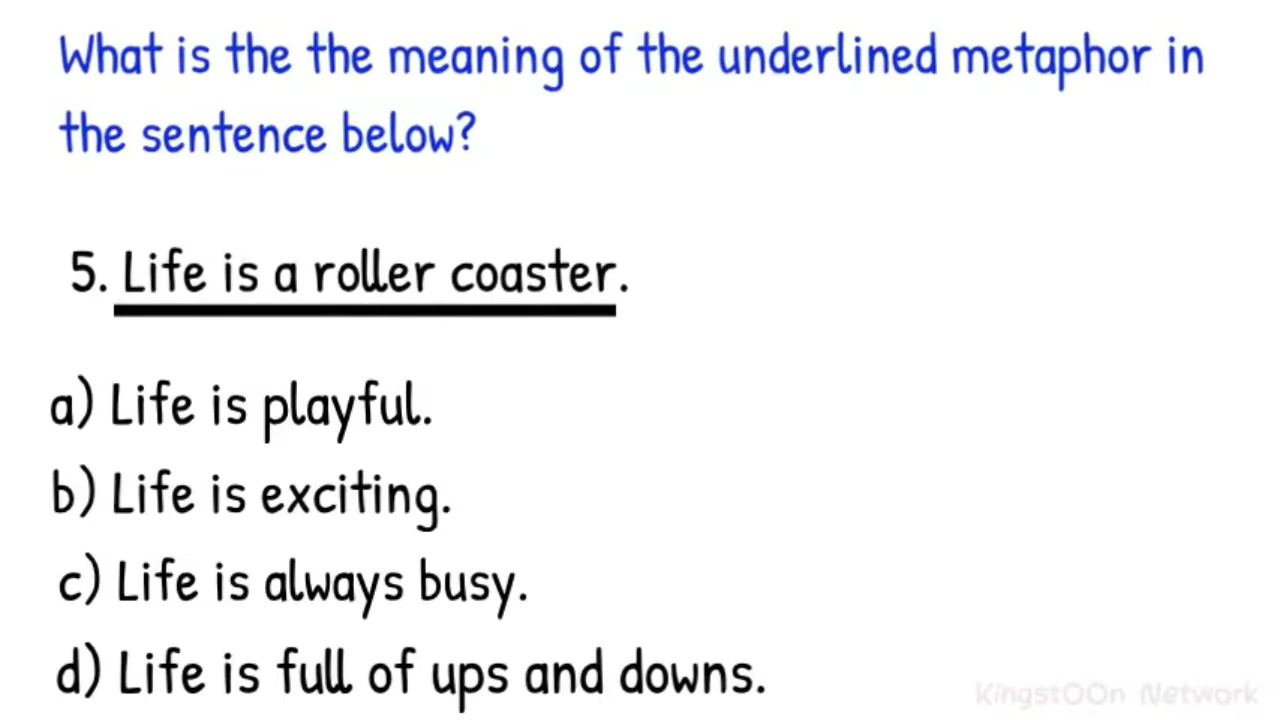 What is the the meaning of the underlined metaphor in
the sentence below?
5. Life is a roller coaster.
a) Life is playful.
b) Life is exciting.
c) Life is always busy.
d) Life is full of ups and downs.
KingstOOn Network